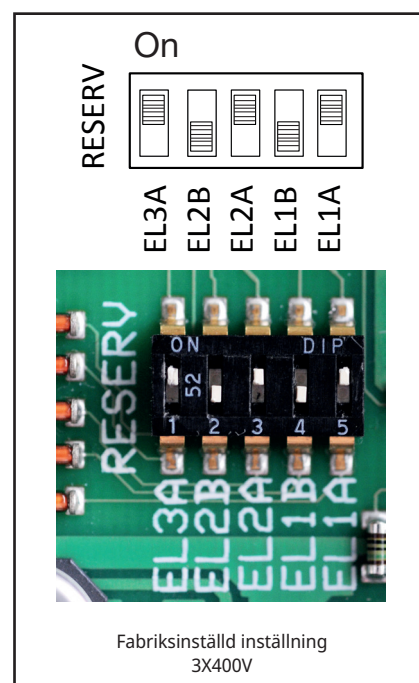 On
RESERV
EL3A
EL2B
EL2A
EL1B
EL1A
ON DIP
52
1 2 3 4 5
RESERV
EL3A
EL2B
EL2A
EL1B
EL1A
Fabriksinställd inställning
3X400V